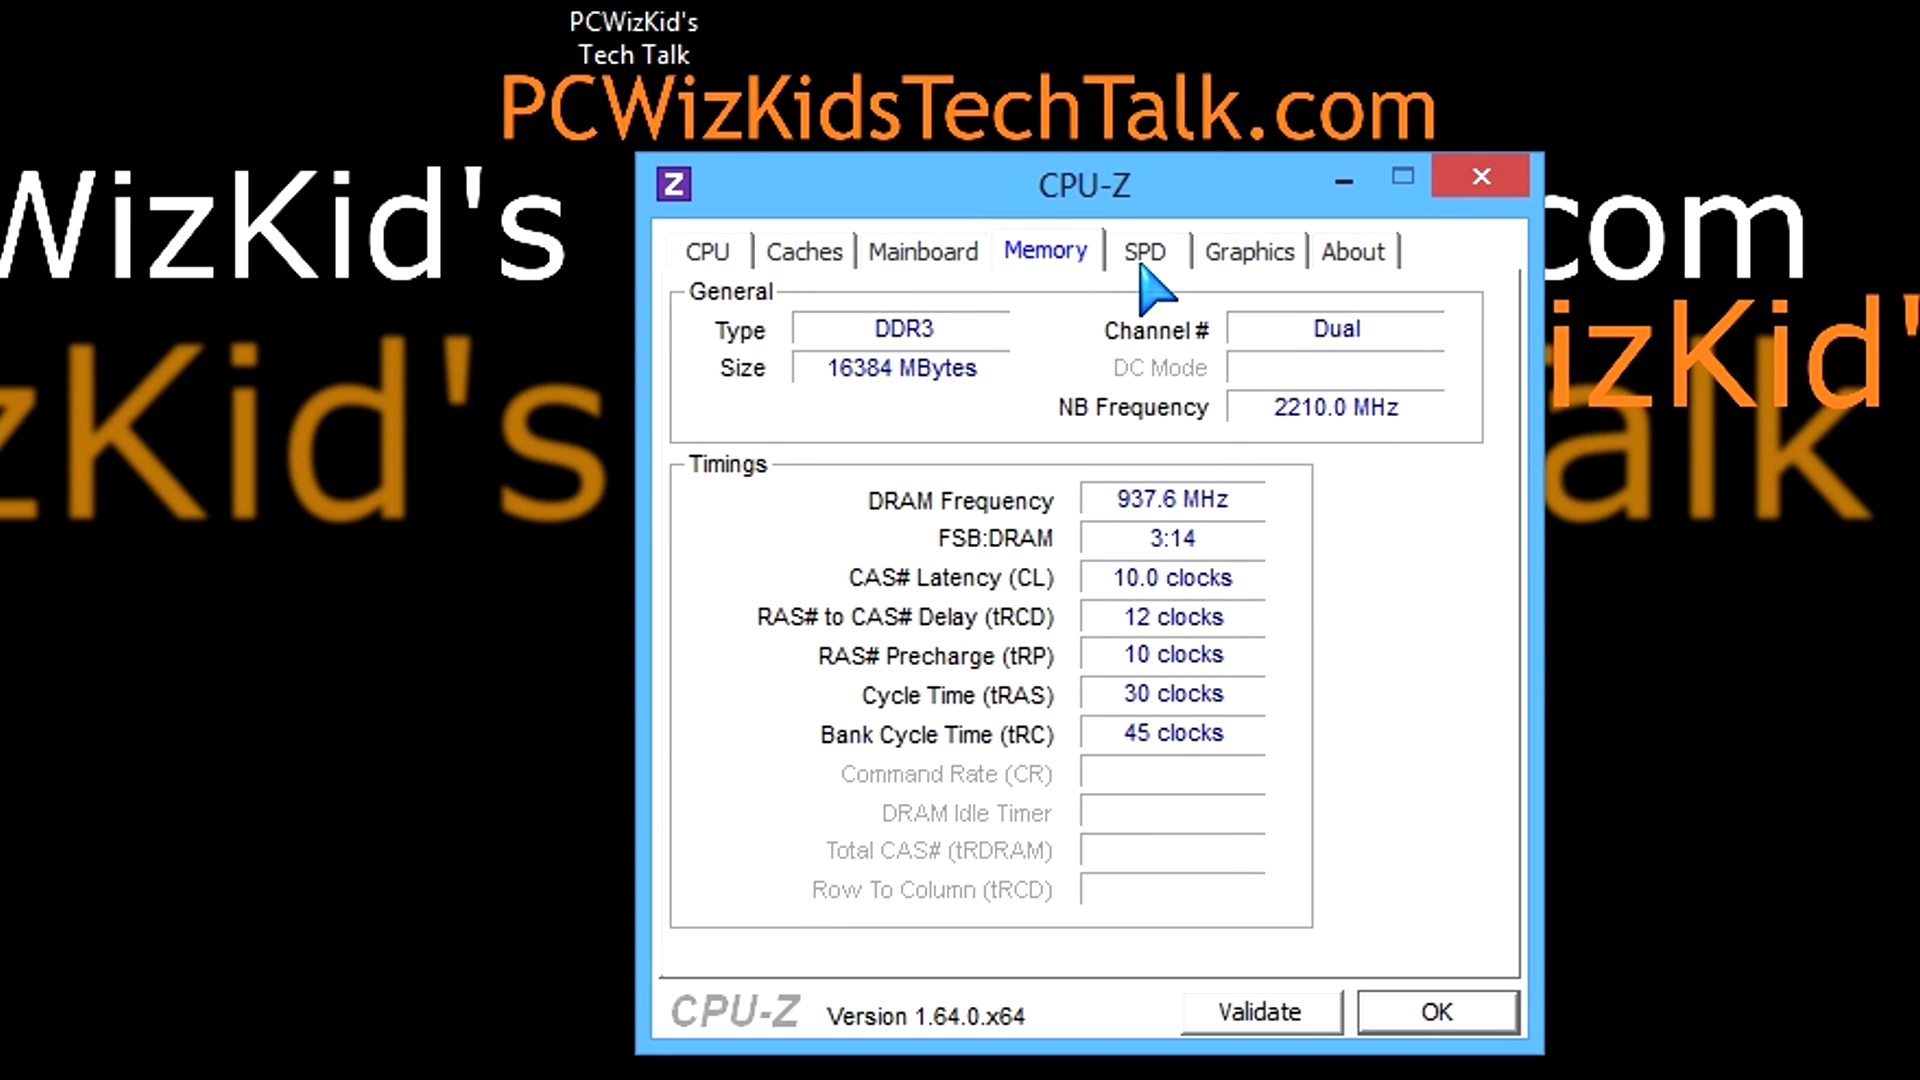 PCWizKid's
Tech Talk
PCWizKidsTechTalk.com
WizKid's
com
izKid'
zKid's
alk
Z
CPU-Z
CPU Caches Mainboard Memory SPD Graphics About
General
Type DDR3 Channel # Dual
Size 16384 MBytes DC Mode
NB Frequency 2210.0 MHz
Timings
DRAM Frequency 937.6 MHz
FSB:DRAM 3:14
CAS# Latency (CL) 10.0 clocks
RAS# to CAS# Delay (tRCD) 12 clocks
RAS# Precharge (tRP) 10 clocks
Cycle Time (tRAS) 30 clocks
Bank Cycle Time (tRC) 45 clocks
Command Rate (CR)
DRAM Idle Timer
Total CAS# (tRDRAM)
Row To Column (tRCD)
CPU-Z Version 1.64.0.x64 Validate OK